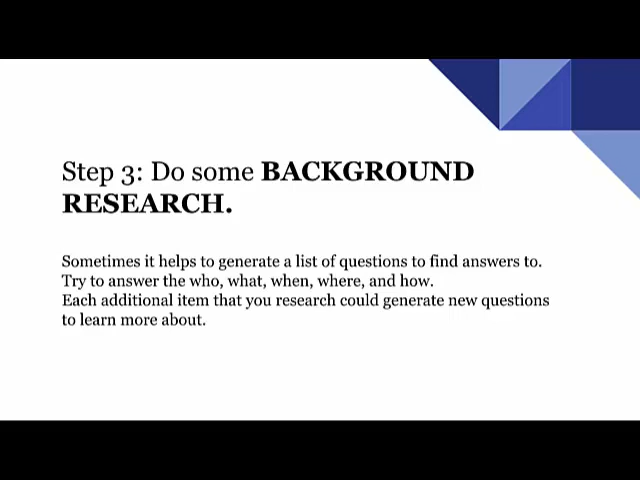 Step 3: Do some BACKGROUND
RESEARCH.
Sometimes it helps to generate a list of questions to find answers to.
Try to answer the who, what, when, where, and how.
Each additional item that you research could generate new questions
to learn more about.